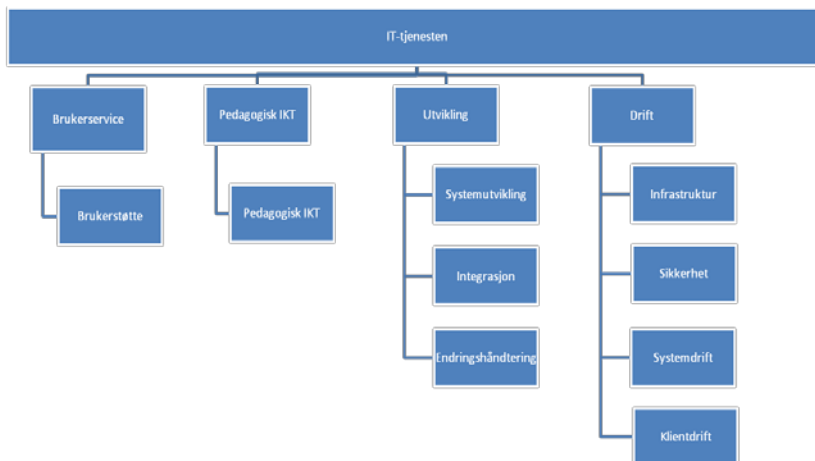 IT-tjenesten
Brukerservice
Pedagogisk IKT
Utvikling
Drift
Brukerstøtte
Pedagogisk IKT
Systemutvikling
Infrastruktur
Integrasjon
Sikkerhet
Endringshåndtering
Systemdrift
Klientdrift